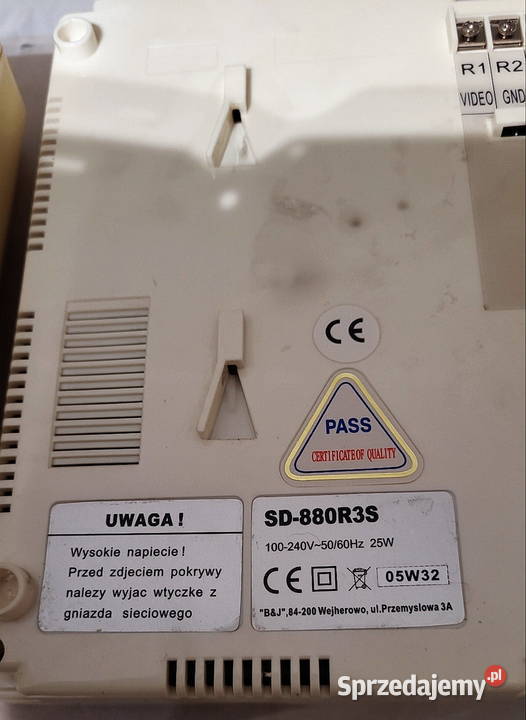 R1 R2
VIDEO GND
CE
PASS
CERTIFICATE OF QUALITY
UWAGA !
Wysokie napiecie !
Przed zdjeciem pokrywy
nalezy wyjac wtyczke z
gniazda sieciowego
SD-880R3S
100-240V~50/60Hz 25W
CE 05W32
"B&J",84-200 Wejherowo, ul.Przemyslowa 3A
Sprzedajemy.pl